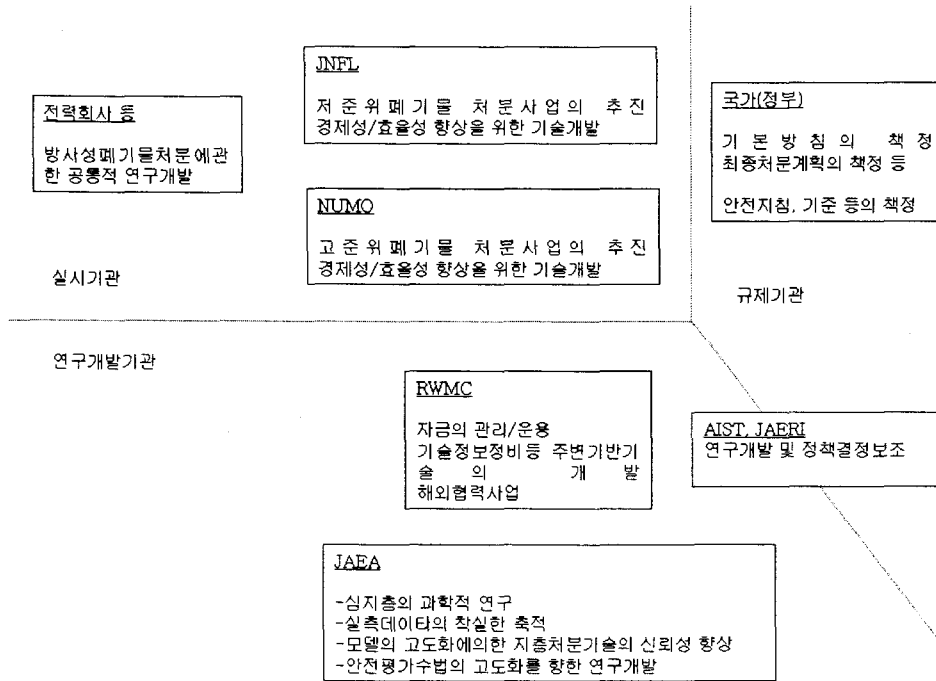 JNFL
저준위폐기물 처분사업의 추진
경제성/효율성 향상을 위한 기술개발
전력회사 등
방사성폐기물처분에관
한 공통적 연구개발
국가(정부)
기본방침의 책정
최종처분계획의 책정 등
안전지침, 기준 등의 책정
NUMO
고준위폐기물 처분사업의 추진
경제성/효율성 향상을 위한 기술개발
실시기관
규제기관
연구개발기관
RWMC
자금의 관리/운용
기술정보정비등 주변기반기
술의 개발
해외협력사업
AIST, JAERI
연구개발 및 정책결정보조
JAEA
-심지층의 과학적 연구
-실측데이타의 착실한 축적
-모델의 고도화에의한 지층처분기술의 신뢰성 향상
-안전평가수법의 고도화를 향한 연구개발